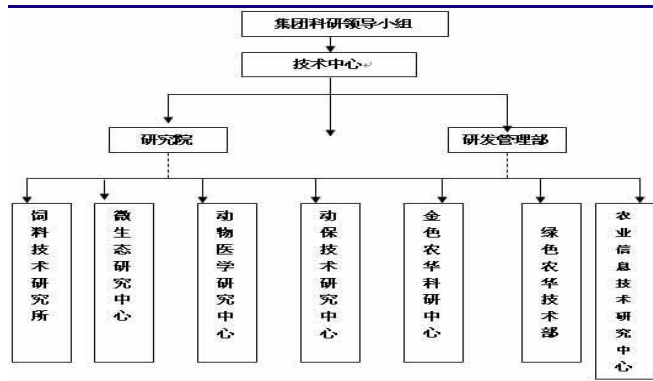 集团科研领导小组
技术中心
研究院
研发管理部
饲料技术研究所
微生态研究中心
动物医学研究中心
动保技术研究中心
金色农华科研中心
绿色农华技术部
农业信息技术研究中心